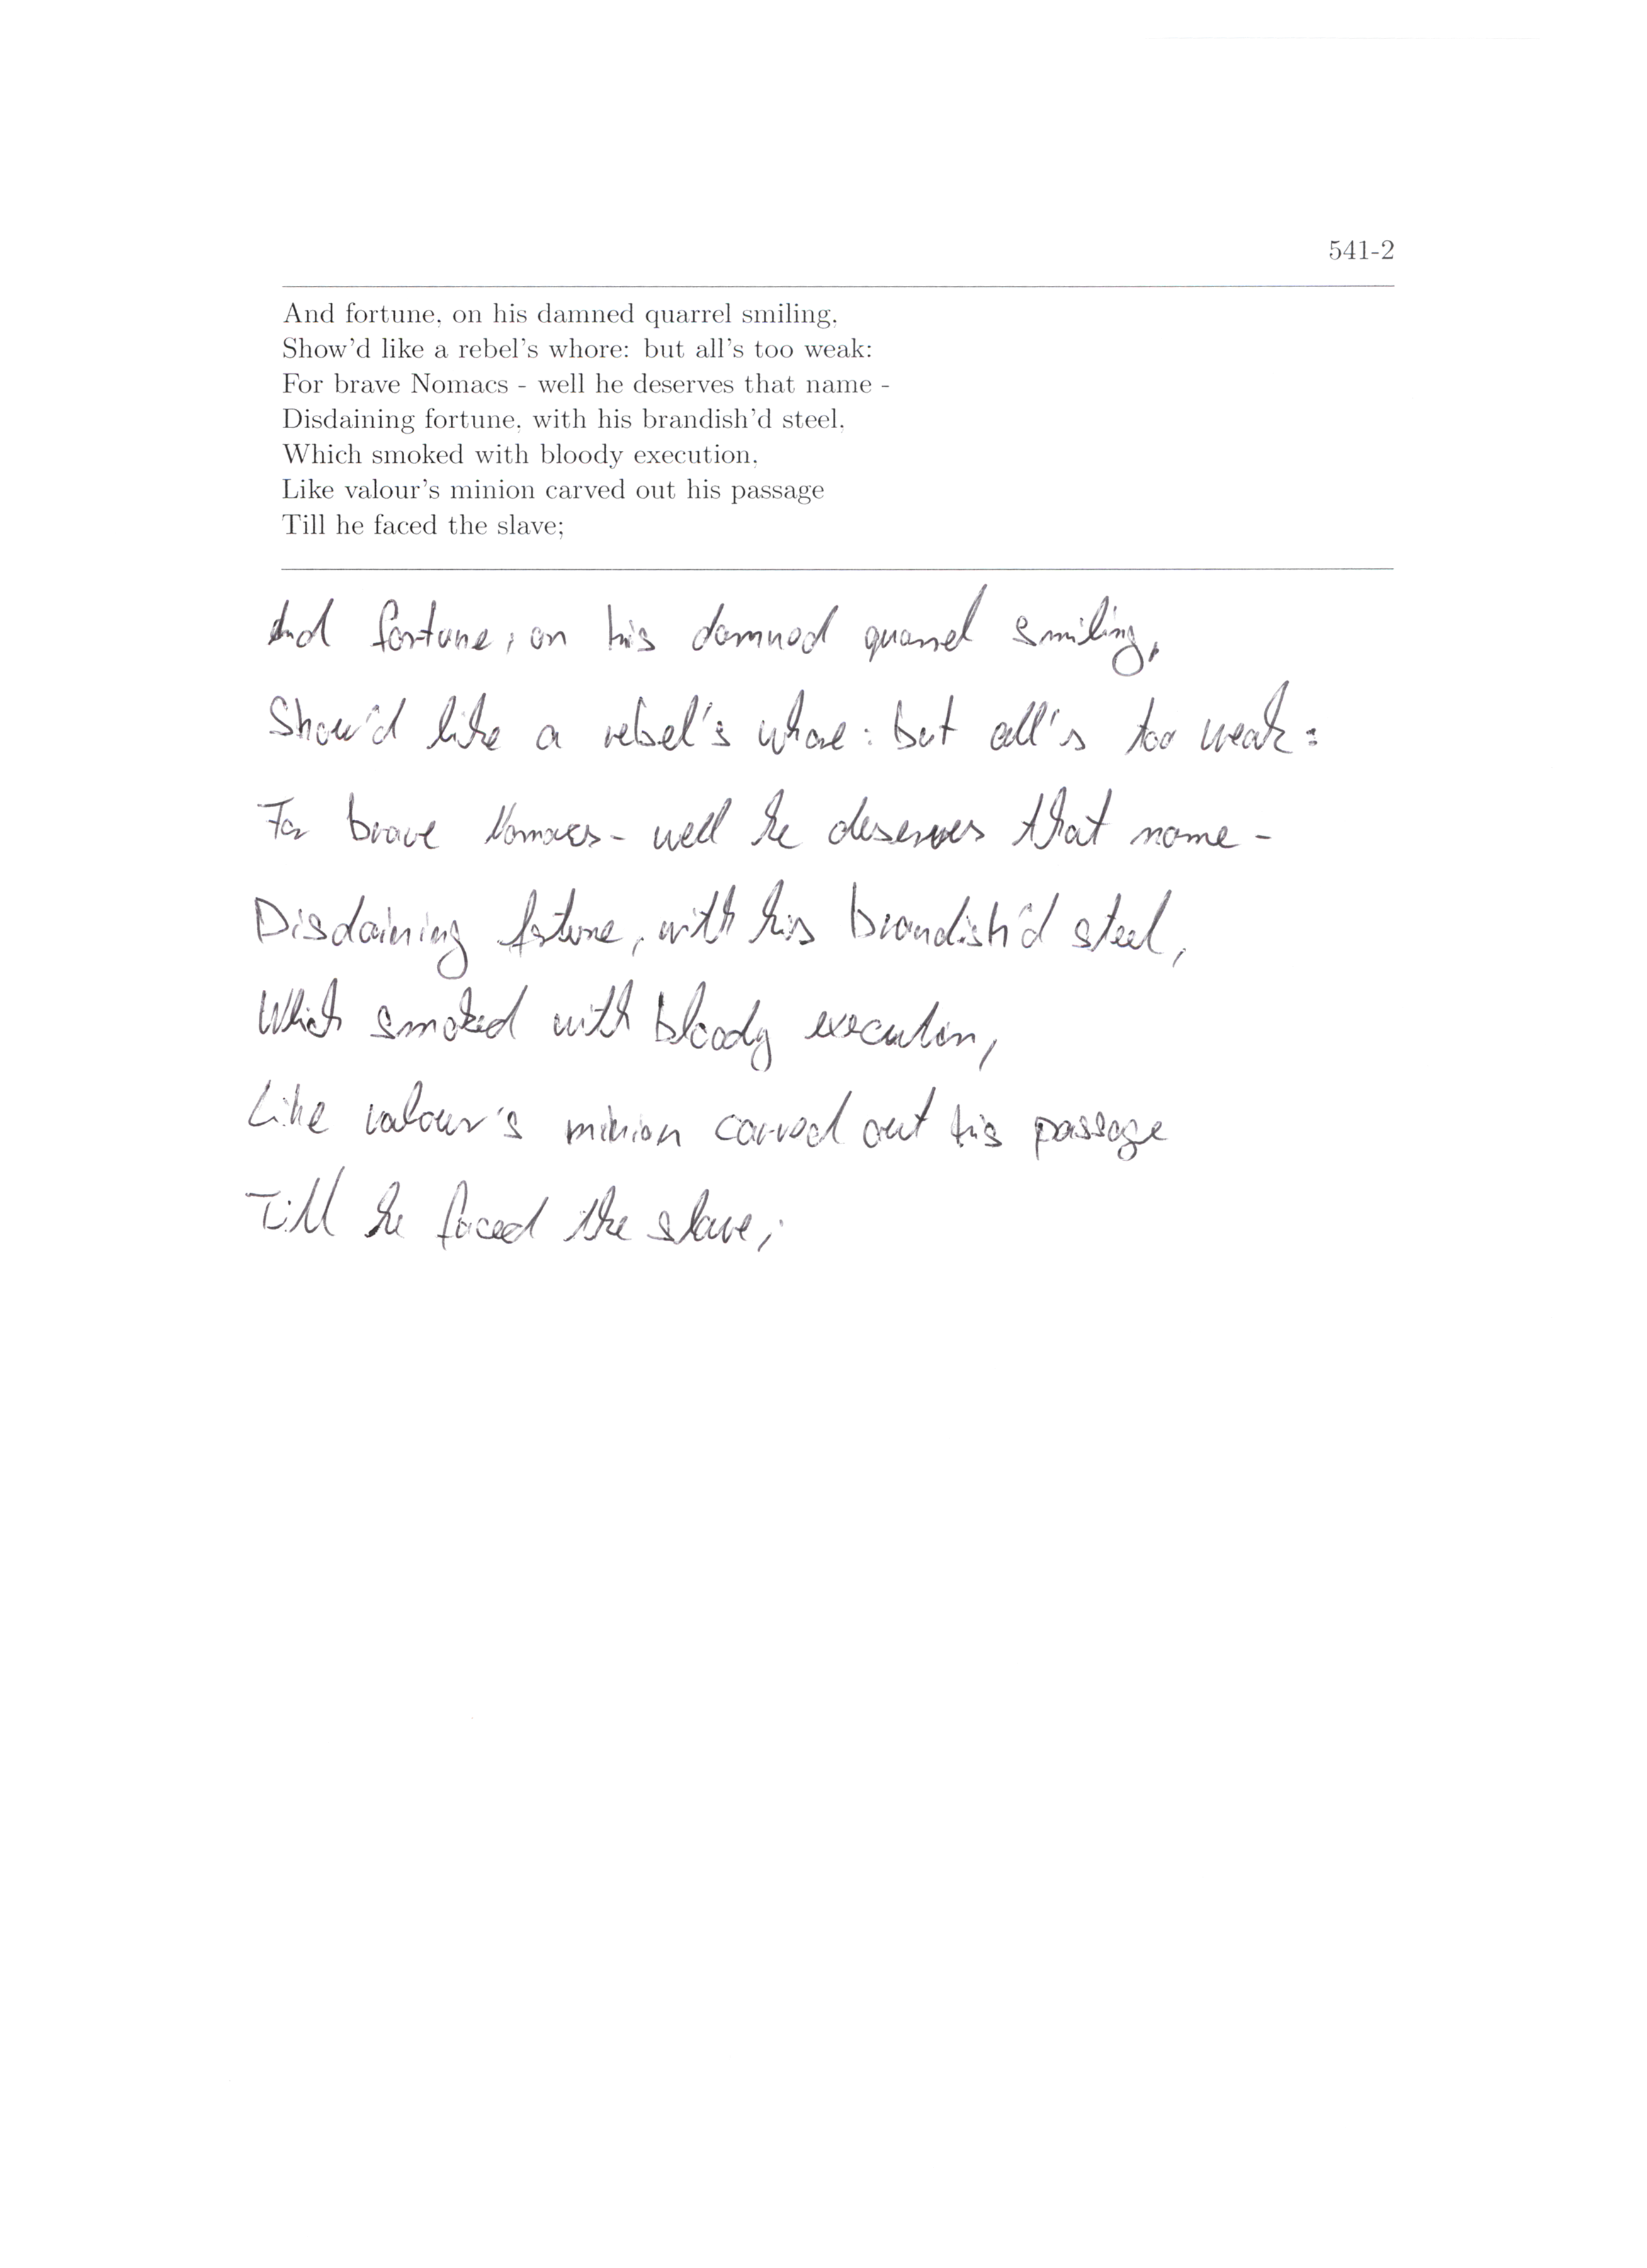 541-2
And fortune, on his damned quarrel smiling,
Show'd like a rebel's whore: but all's too weak:
For brave Nomacs - well he deserves that name -
Disdaining fortune, with his brandish'd steel,
Which smoked with bloody execution,
Like valour's minion carved out his passage
Till he faced the slave;
And fortune, on his damned quarrel smiling,
Show'd like a rebel's whore: but all's too weak:
For brave Nomacs - well he deserves that name -
Disdaining fortune, with his brandish'd steel,
Which smoked with bloody execution,
Like valour's minion carved out his passage
Till he faced the slave;